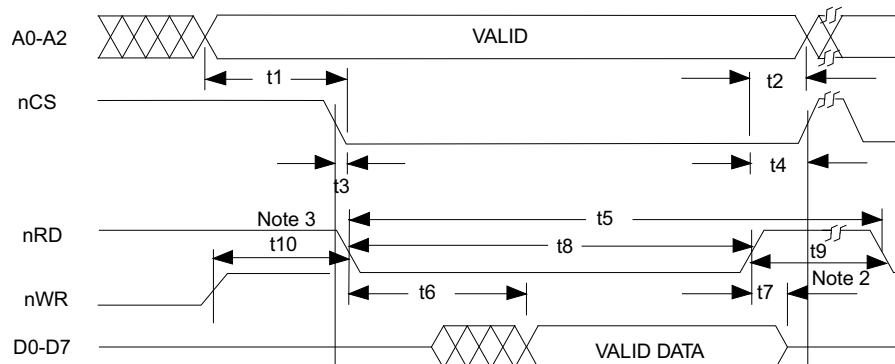 A0-A2
VALID
t1
t2
nCS
t3
t4
Note 3
t5
nRD
t8
t9
t10
Note 2
t6
t7
nWR
D0-D7
VALID DATA